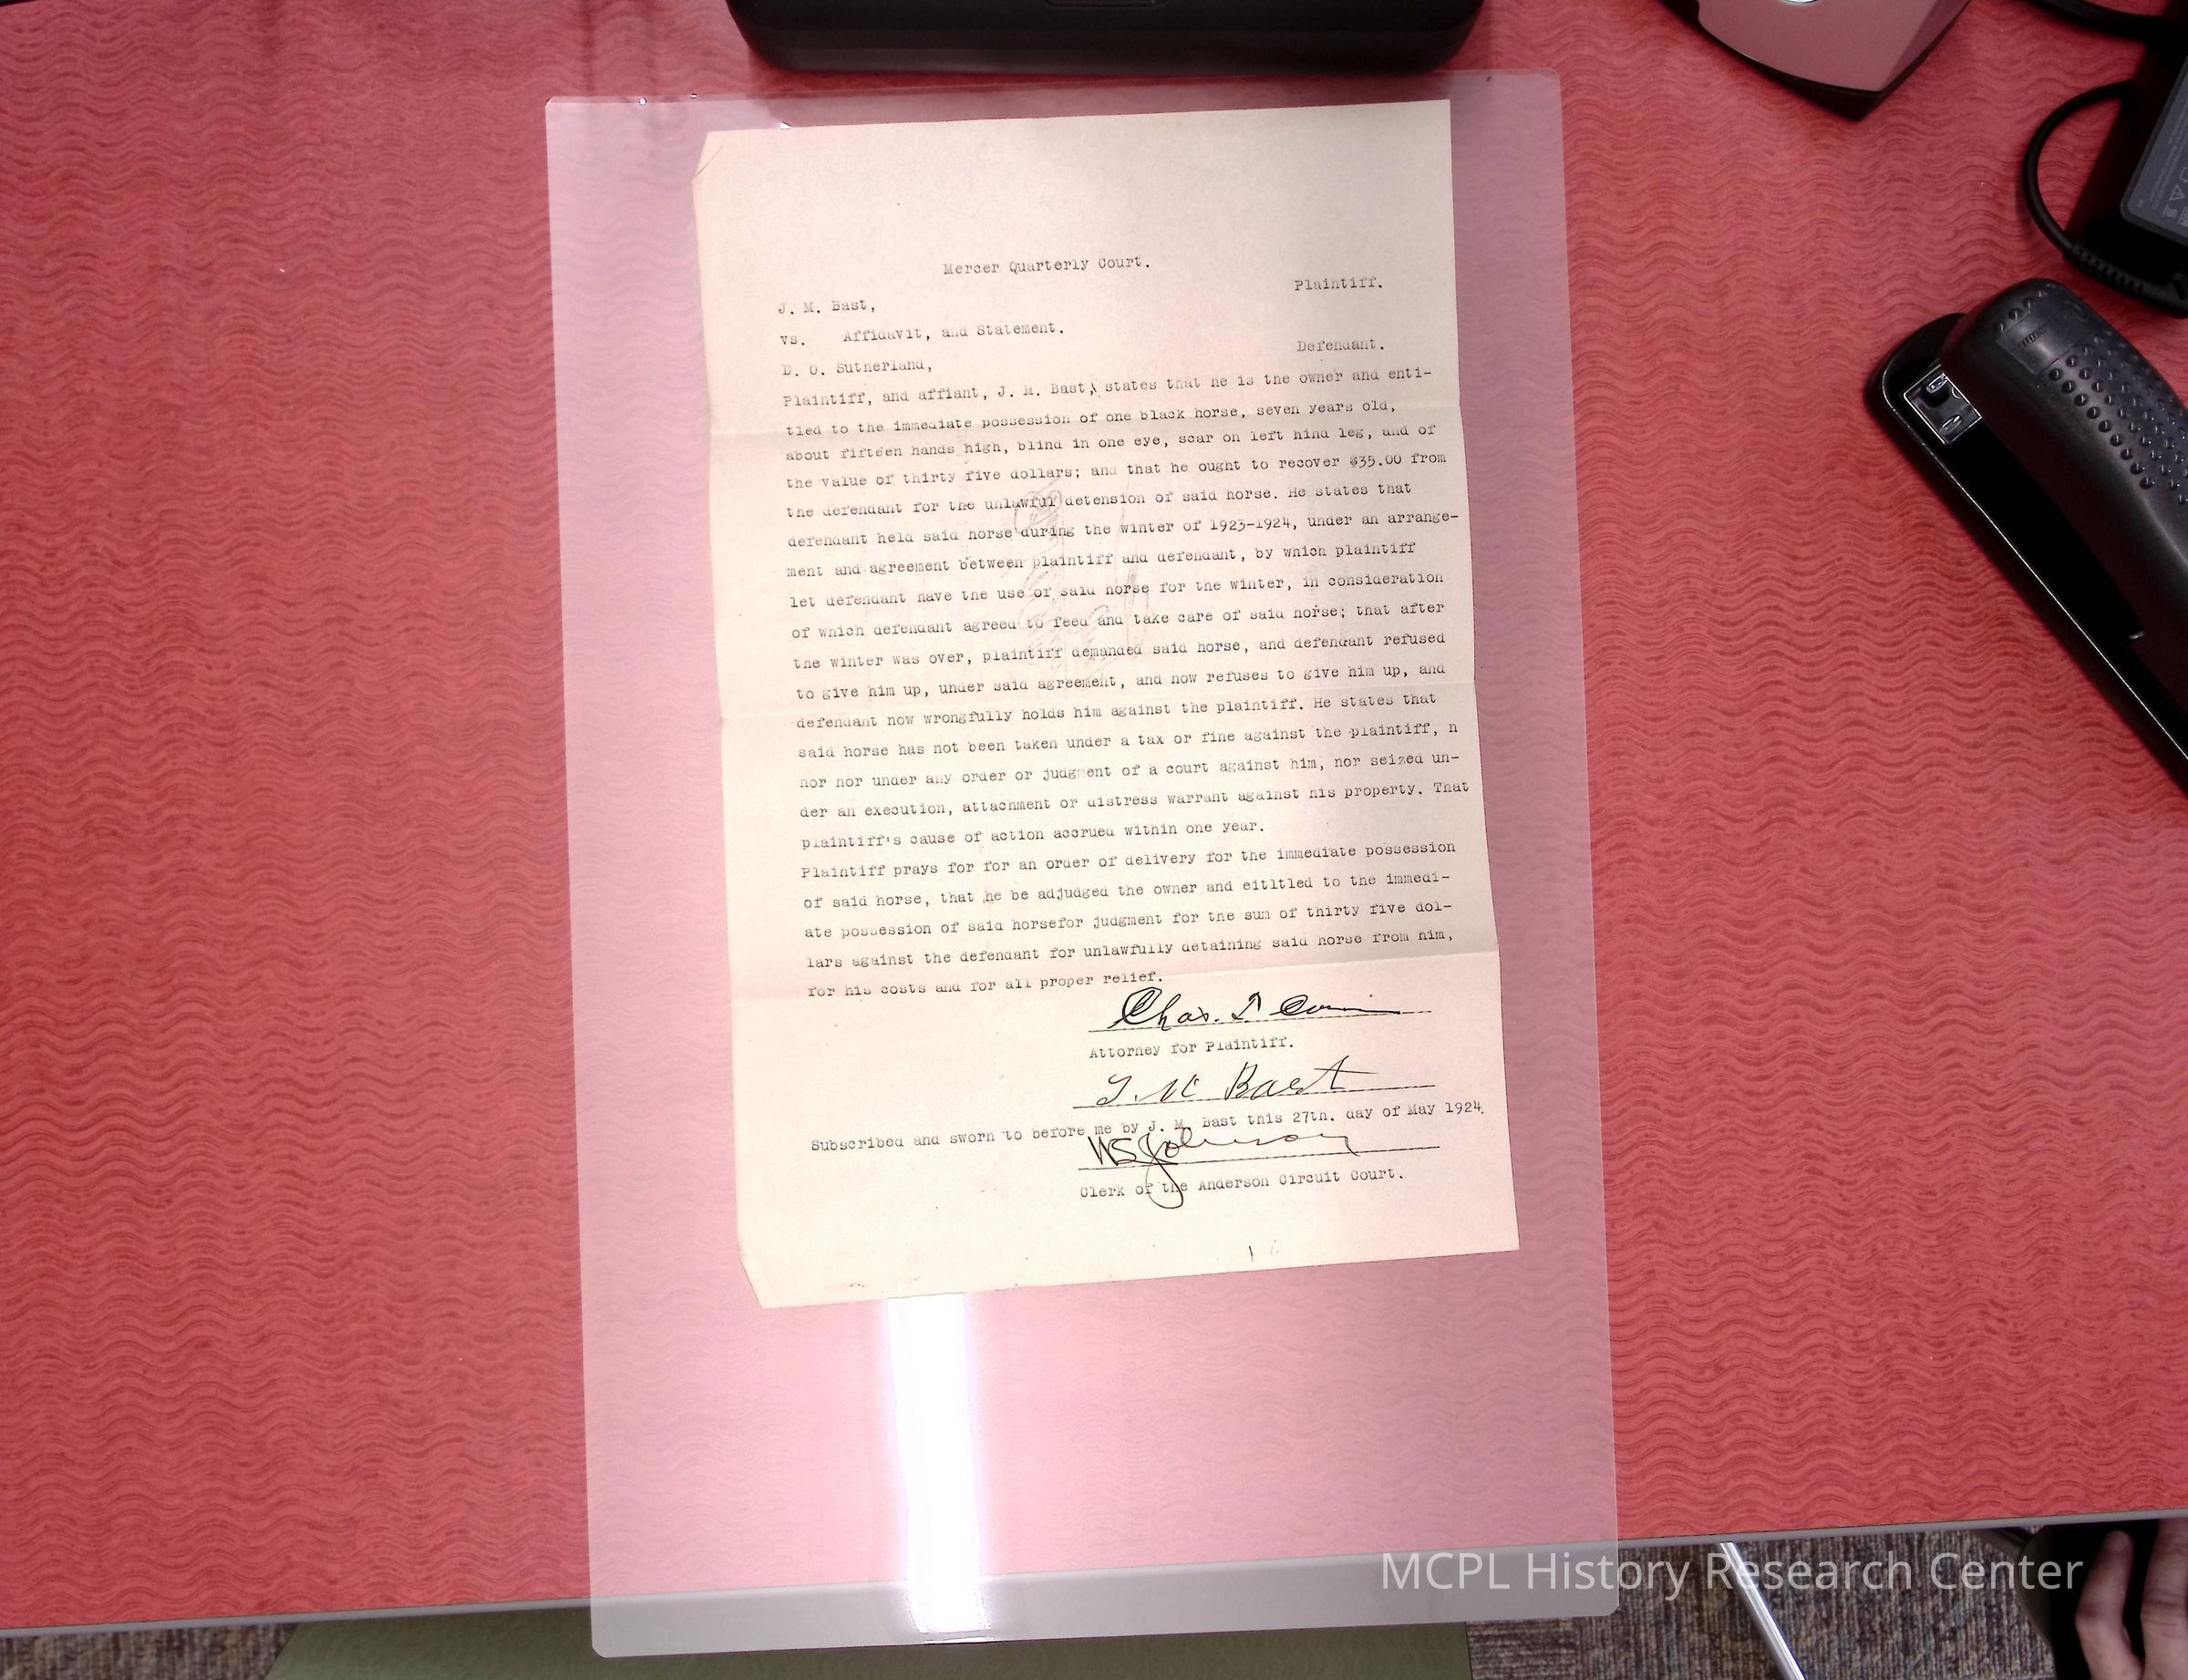 Mercer Quarterly Court.
J. M. Bast, Plaintiff.
vs. Affidavit, and Statement.
D. O. Sutherland, Defendant.
Plaintiff, and affiant, J. M. Bast, states that he is the owner and enti-
tled to the immediate possession of one black horse, seven years old,
about fifteen hands high, blind in one eye, scar on left hind leg, and of
the value of thirty five dollars; and that he ought to recover $35.00 from
the defendant for the unlawful detension of said horse. He states that
defendant held said horse during the winter of 1923-1924, under an arrange-
ment and agreement between plaintiff and defendant, by which plaintiff
let defendant have the use of said horse for the winter, in consideration
of which defendant agreed to feed and take care of said horse; that after
the winter was over, plaintiff demanded said horse, and defendant refused
to give him up, under said agreement, and now refuses to give him up, and
defendant now wrongfully holds him against the plaintiff. He states that
said horse has not been taken under a tax or fine against the plaintiff, n
nor nor under any order or judgment of a court against him, nor seized un-
der an execution, attachment or distress warrant against his property. That
plaintiff's cause of action accrued within one year.
Plaintiff prays for for an order of delivery for the immediate possession
of said horse, that he be adjudged the owner and eitltled to the immedi-
ate possession of said horsefor judgment for the sum of thirty five dol-
lars against the defendant for unlawfully detaining said horse from him,
for his costs and for all proper relief.
Chas.
Attorney for Plaintiff.
J. M Bast
Subscribed and sworn to before me by J. M. Bast this 27th. day of May 1924.
WS Johnson
Clerk of the Anderson Circuit Court.
MCPL History Research Center